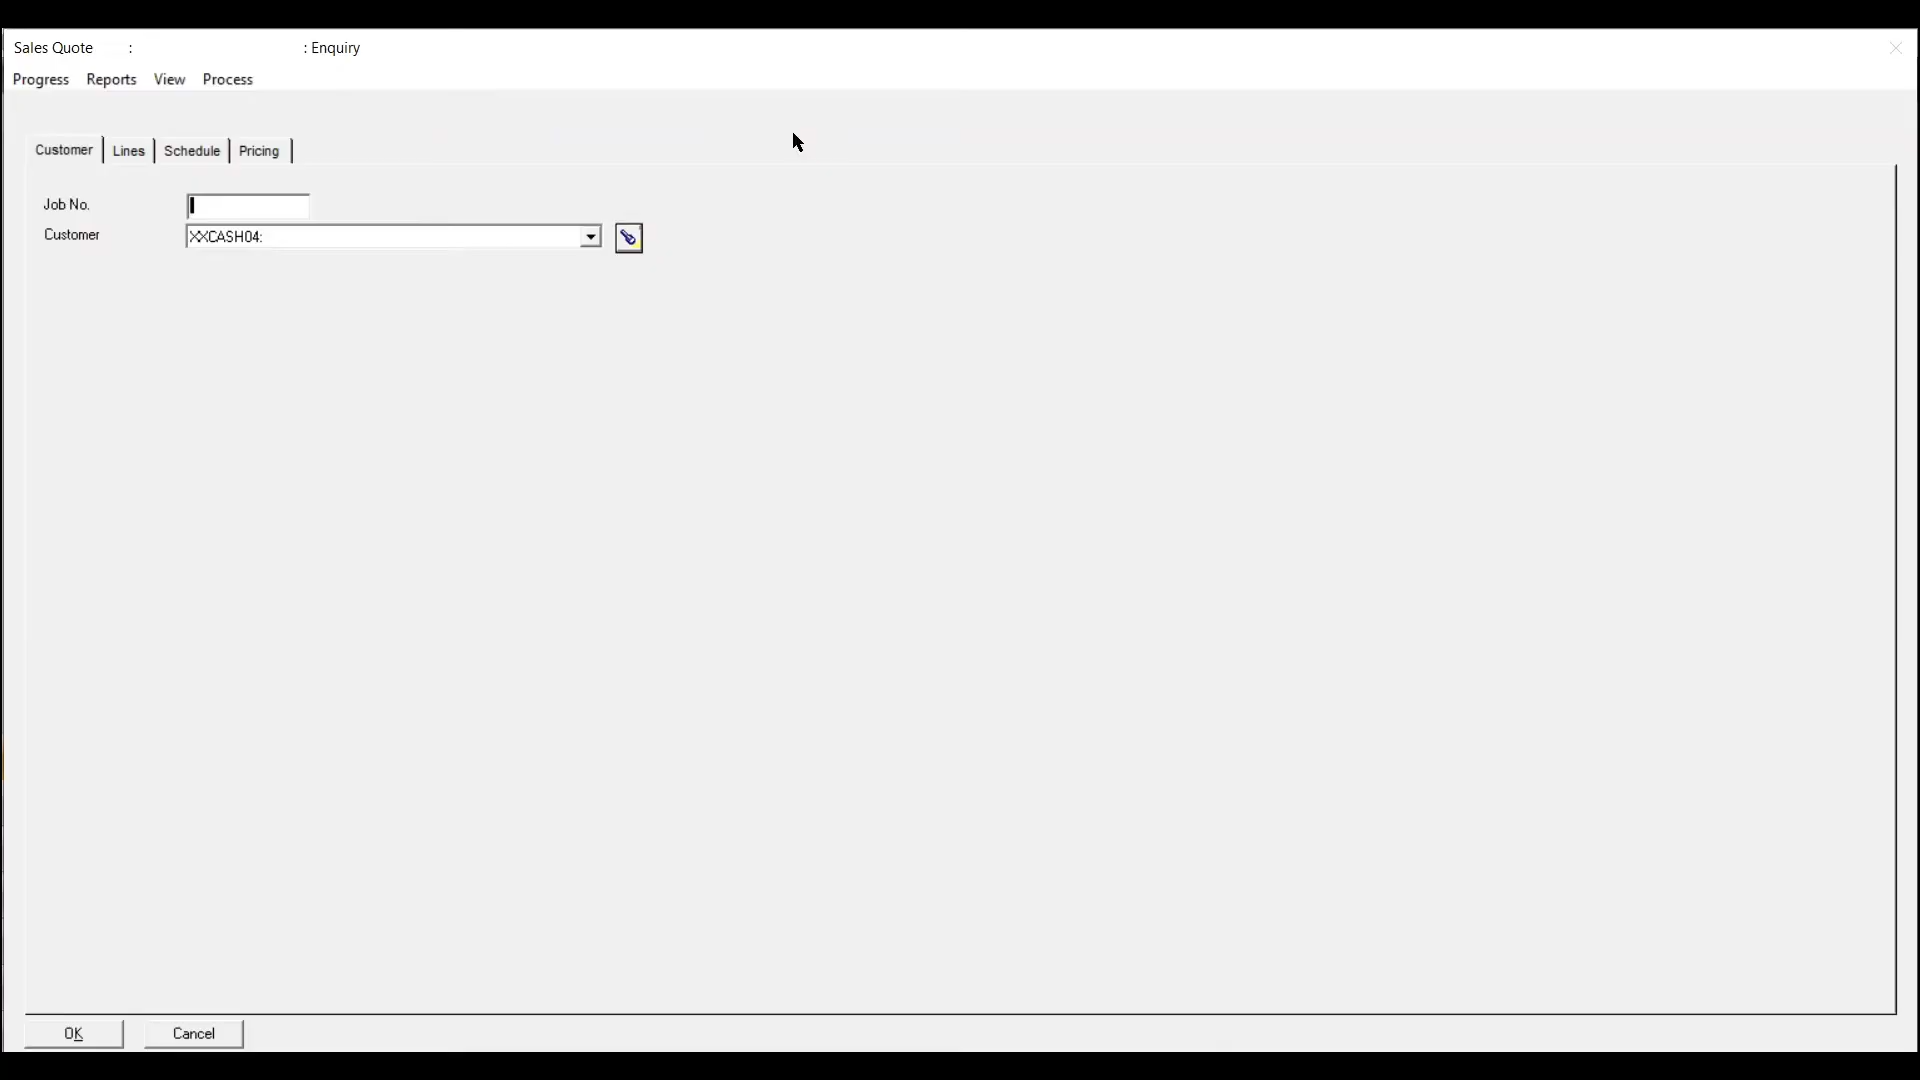 Sales Quote : : Enquiry
Progress Reports View Process
Customer Lines Schedule Pricing
Job No.
Customer XXCASH04:
OK Cancel